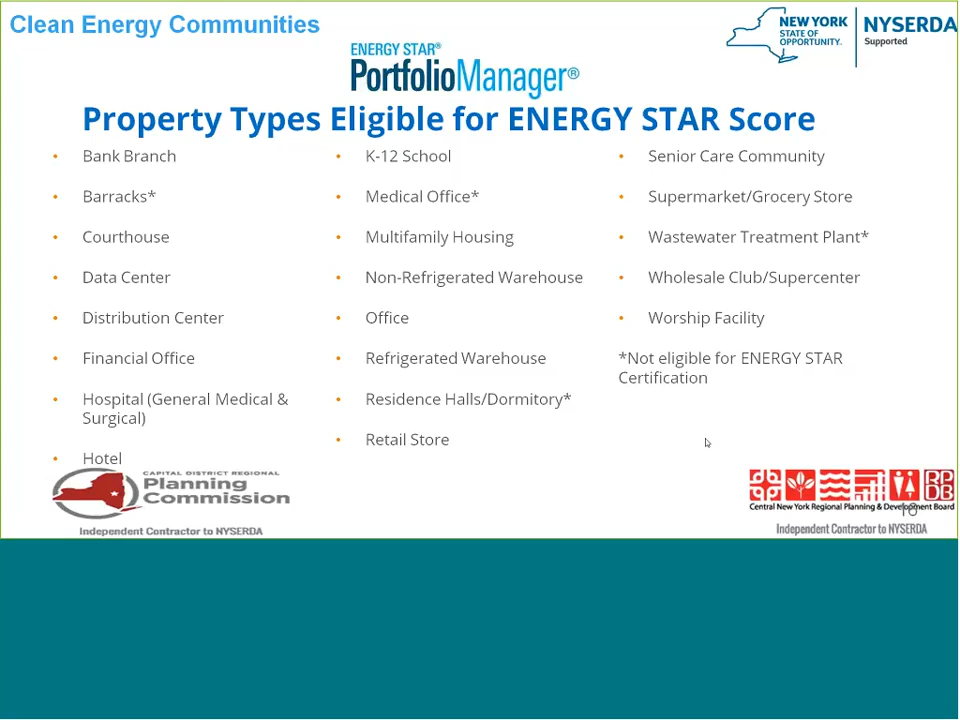 Clean Energy Communities
NEW YORK
STATE OF
OPPORTUNITY.
NYSERDA
Supported
ENERGY STAR®
PortfolioManager®
Property Types Eligible for ENERGY STAR Score
• Bank Branch
• Barracks*
• Courthouse
• Data Center
• Distribution Center
• Financial Office
• Hospital (General Medical &
Surgical)
• Hotel
• K-12 School
• Medical Office*
• Multifamily Housing
• Non-Refrigerated Warehouse
• Office
• Refrigerated Warehouse
• Residence Halls/Dormitory*
• Retail Store
• Senior Care Community
• Supermarket/Grocery Store
• Wastewater Treatment Plant*
• Wholesale Club/Supercenter
• Worship Facility
*Not eligible for ENERGY STAR
Certification
CAPITAL DISTRICT REGIONAL
Planning
Commission
Independent Contractor to NYSERDA
RP
DB
Central New York Regional Planning & Development Board
Independent Contractor to NYSERDA